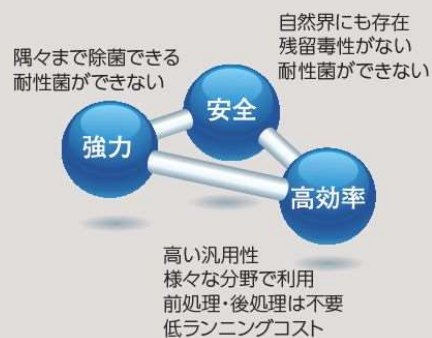 隅々まで除菌できる
耐性菌ができない
自然界にも存在
残留毒性がない
耐性菌ができない
安全
強力
高効率
高い汎用性
様々な分野で利用
前処理・後処理は不要
低ランニングコスト